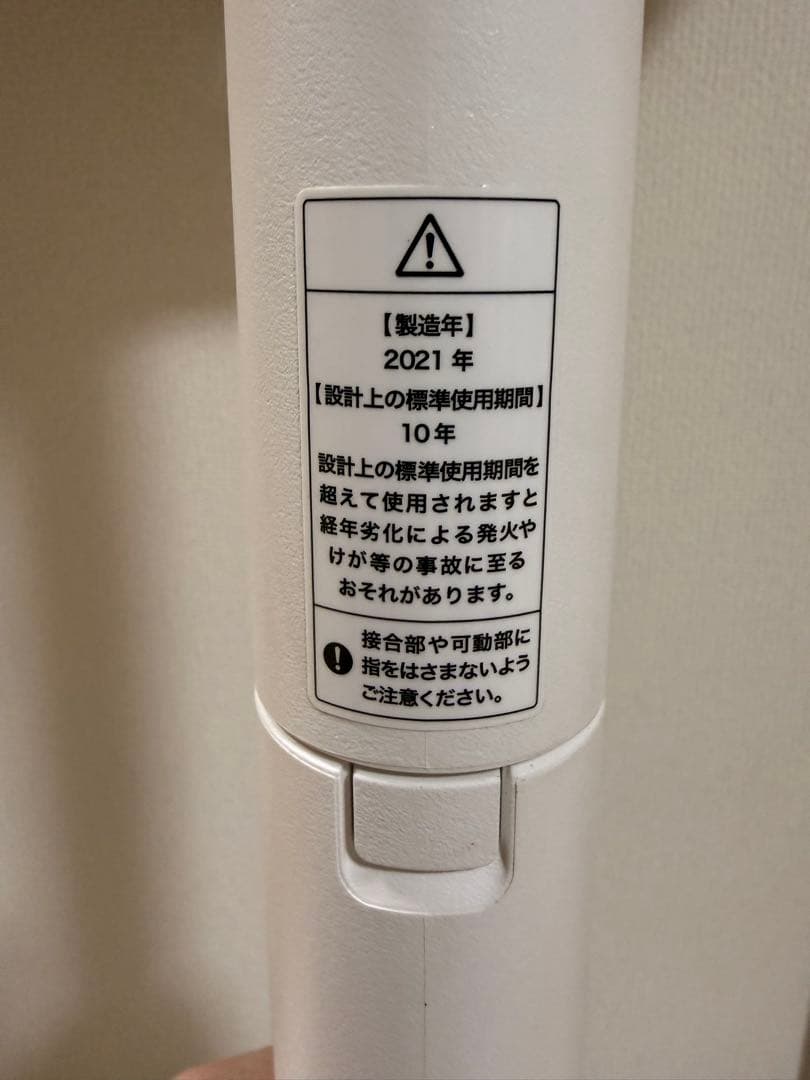 【製造年】
2021 年
【設計上の標準使用期間】
10年
設計上の標準使用期間を
超えて使用されますと
経年劣化による発火や
けが等の事故に至る
おそれがあります。
接合部や可動部に
指をはさまないよう
ご注意ください。